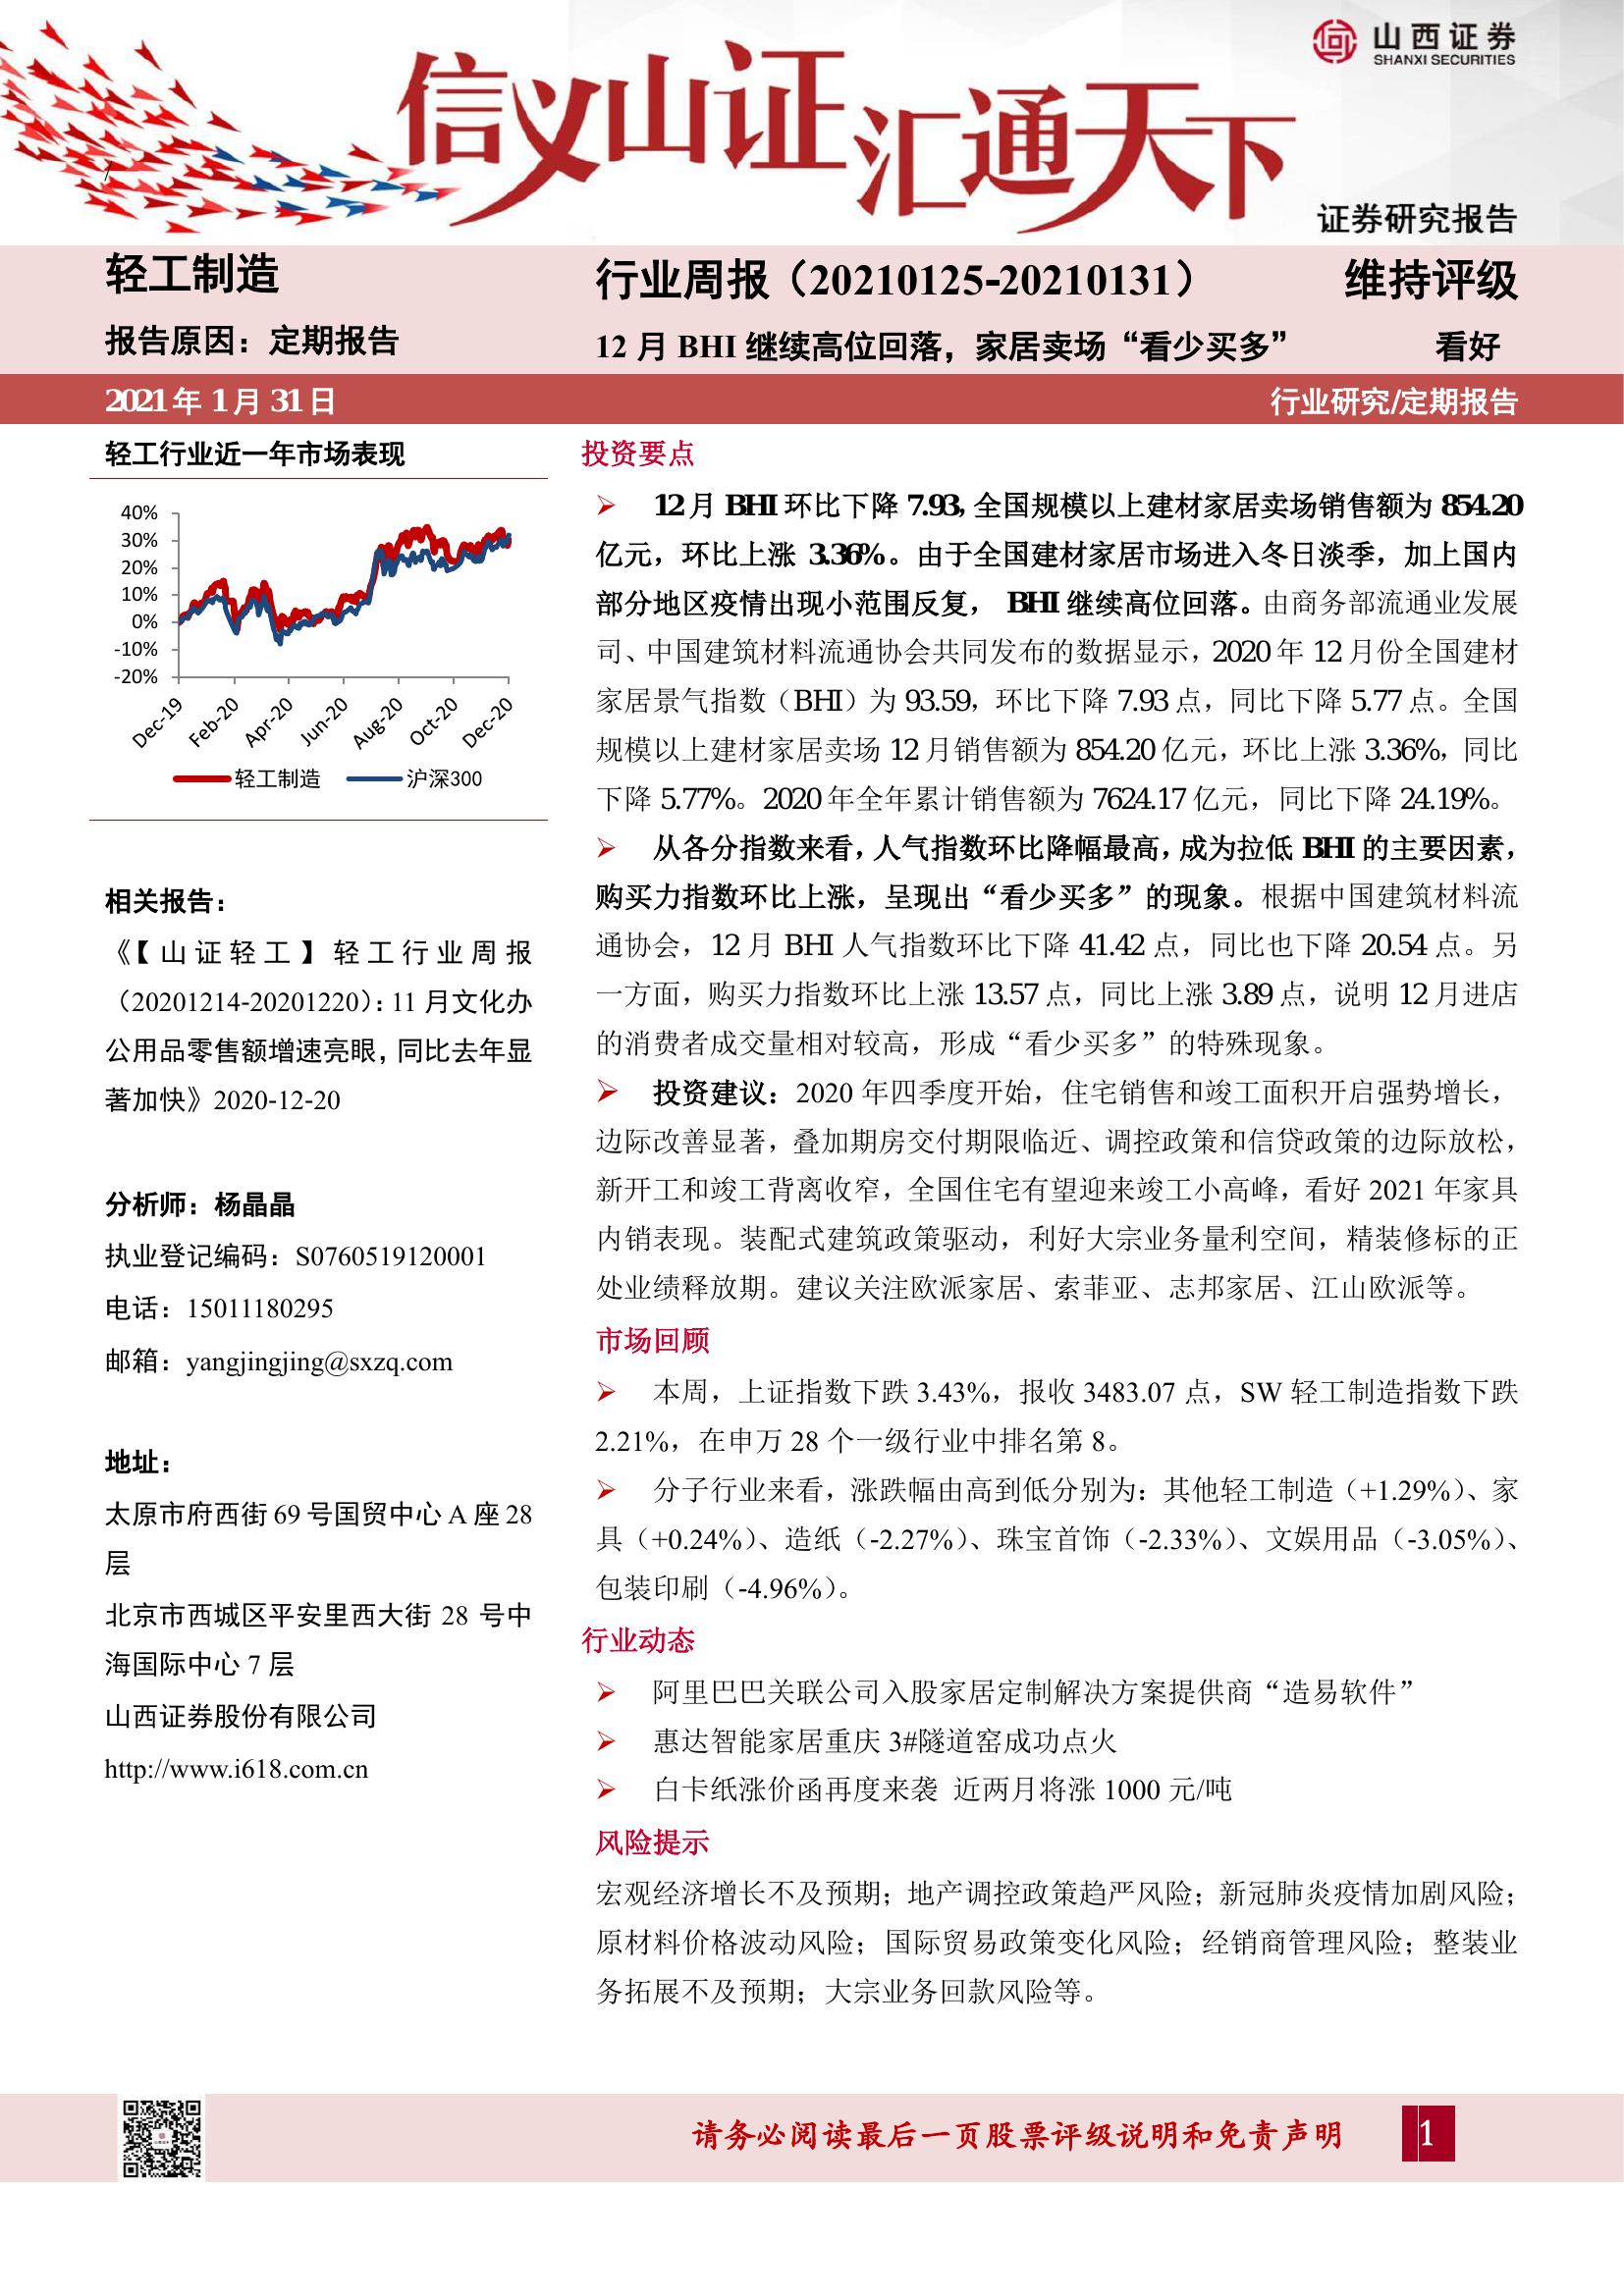 山西证券
SHANXI SECURITIES
信义山证汇通天下
证券研究报告
轻工制造
行业周报（20210125-20210131）
维持评级
报告原因：定期报告
12 月 BHI 继续高位回落，家居卖场“看少买多”
看好
2021 年 1 月 31 日
行业研究/定期报告
轻工行业近一年市场表现
40%
30%
20%
10%
0%
-10%
-20%
Dec-19
Feb-20
Apr-20
Jun-20
Aug-20
Oct-20
Dec-20
轻工制造
沪深300
相关报告：
《【山证轻工】轻工行业周报
（20201214-20201220）：11 月文化办
公用品零售额增速亮眼，同比去年显
著加快》2020-12-20
分析师：杨晶晶
执业登记编码：S0760519120001
电话：15011180295
邮箱：yangjingjing@sxzq.com
地址：
太原市府西街 69 号国贸中心 A 座 28
层
北京市西城区平安里西大街 28 号中
海国际中心 7 层
山西证券股份有限公司
http://www.i618.com.cn
投资要点
➢ 12 月 BHI 环比下降 7.93，全国规模以上建材家居卖场销售额为 854.20
亿元，环比上涨 3.36%。由于全国建材家居市场进入冬日淡季，加上国内
部分地区疫情出现小范围反复， BHI 继续高位回落。由商务部流通业发展
司、中国建筑材料流通协会共同发布的数据显示，2020 年 12 月份全国建材
家居景气指数（BHI）为 93.59，环比下降 7.93 点，同比下降 5.77 点。全国
规模以上建材家居卖场 12 月销售额为 854.20 亿元，环比上涨 3.36%，同比
下降 5.77%。2020 年全年累计销售额为 7624.17 亿元，同比下降 24.19%。
➢ 从各分指数来看，人气指数环比降幅最高，成为拉低 BHI 的主要因素，
购买力指数环比上涨，呈现出“看少买多”的现象。根据中国建筑材料流
通协会，12 月 BHI 人气指数环比下降 41.42 点，同比也下降 20.54 点。另
一方面，购买力指数环比上涨 13.57 点，同比上涨 3.89 点，说明 12 月进店
的消费者成交量相对较高，形成“看少买多”的特殊现象。
➢ 投资建议：2020 年四季度开始，住宅销售和竣工面积开启强势增长，
边际改善显著，叠加期房交付期限临近、调控政策和信贷政策的边际放松，
新开工和竣工背离收窄，全国住宅有望迎来竣工小高峰，看好 2021 年家具
内销表现。装配式建筑政策驱动，利好大宗业务量利空间，精装修标的正
处业绩释放期。建议关注欧派家居、索菲亚、志邦家居、江山欧派等。
市场回顾
➢ 本周，上证指数下跌 3.43%，报收 3483.07 点，SW 轻工制造指数下跌
2.21%，在申万 28 个一级行业中排名第 8。
➢ 分子行业来看，涨跌幅由高到低分别为：其他轻工制造（+1.29%）、家
具（+0.24%）、造纸（-2.27%）、珠宝首饰（-2.33%）、文娱用品（-3.05%）、
包装印刷（-4.96%）。
行业动态
➢ 阿里巴巴关联公司入股家居定制解决方案提供商“造易软件”
➢ 惠达智能家居重庆 3#隧道窑成功点火
➢ 白卡纸涨价函再度来袭 近两月将涨 1000 元/吨
风险提示
宏观经济增长不及预期；地产调控政策趋严风险；新冠肺炎疫情加剧风险；
原材料价格波动风险；国际贸易政策变化风险；经销商管理风险；整装业
务拓展不及预期；大宗业务回款风险等。
请务必阅读最后一页股票评级说明和免责声明
1